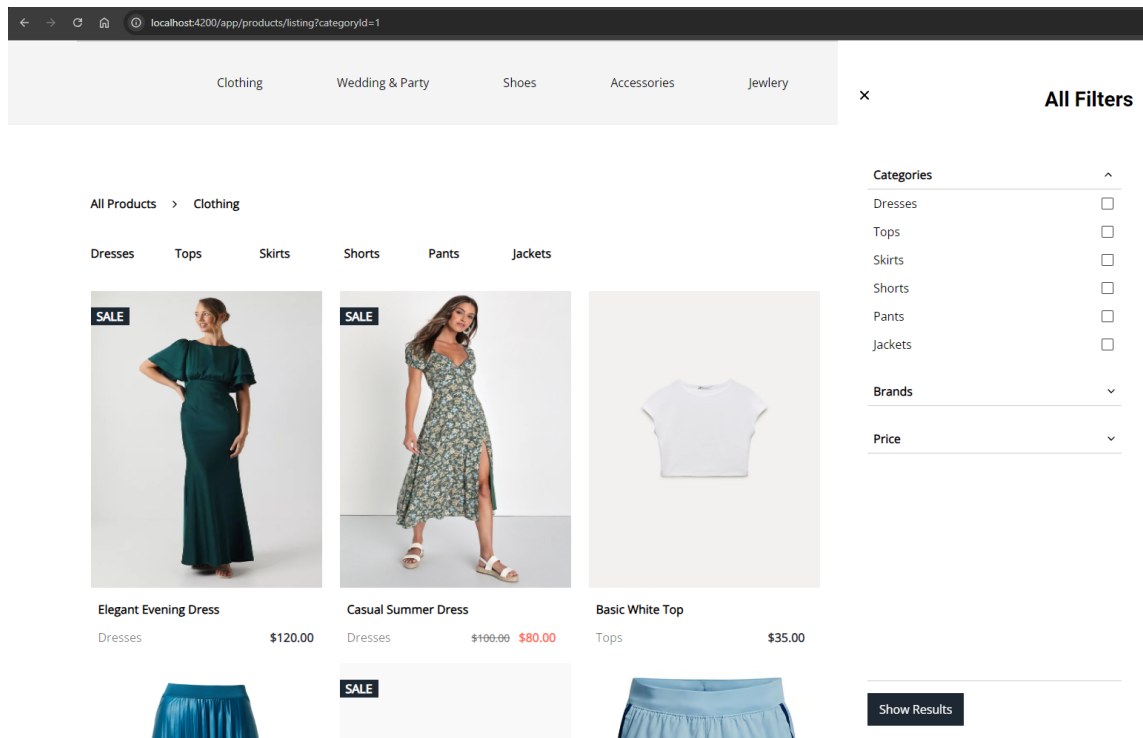 localhost:4200/app/products/listing?categoryId=1
Clothing Wedding & Party Shoes Accessories Jewlery
All Filters
Categories
Dresses
Tops
Skirts
Shorts
Pants
Jackets
Brands
Price
Show Results
All Products > Clothing
Dresses Tops Skirts Shorts Pants Jackets
SALE
SALE
Elegant Evening Dress
Dresses $120.00
Casual Summer Dress
Dresses $100.00 $80.00
Basic White Top
Tops $35.00
SALE